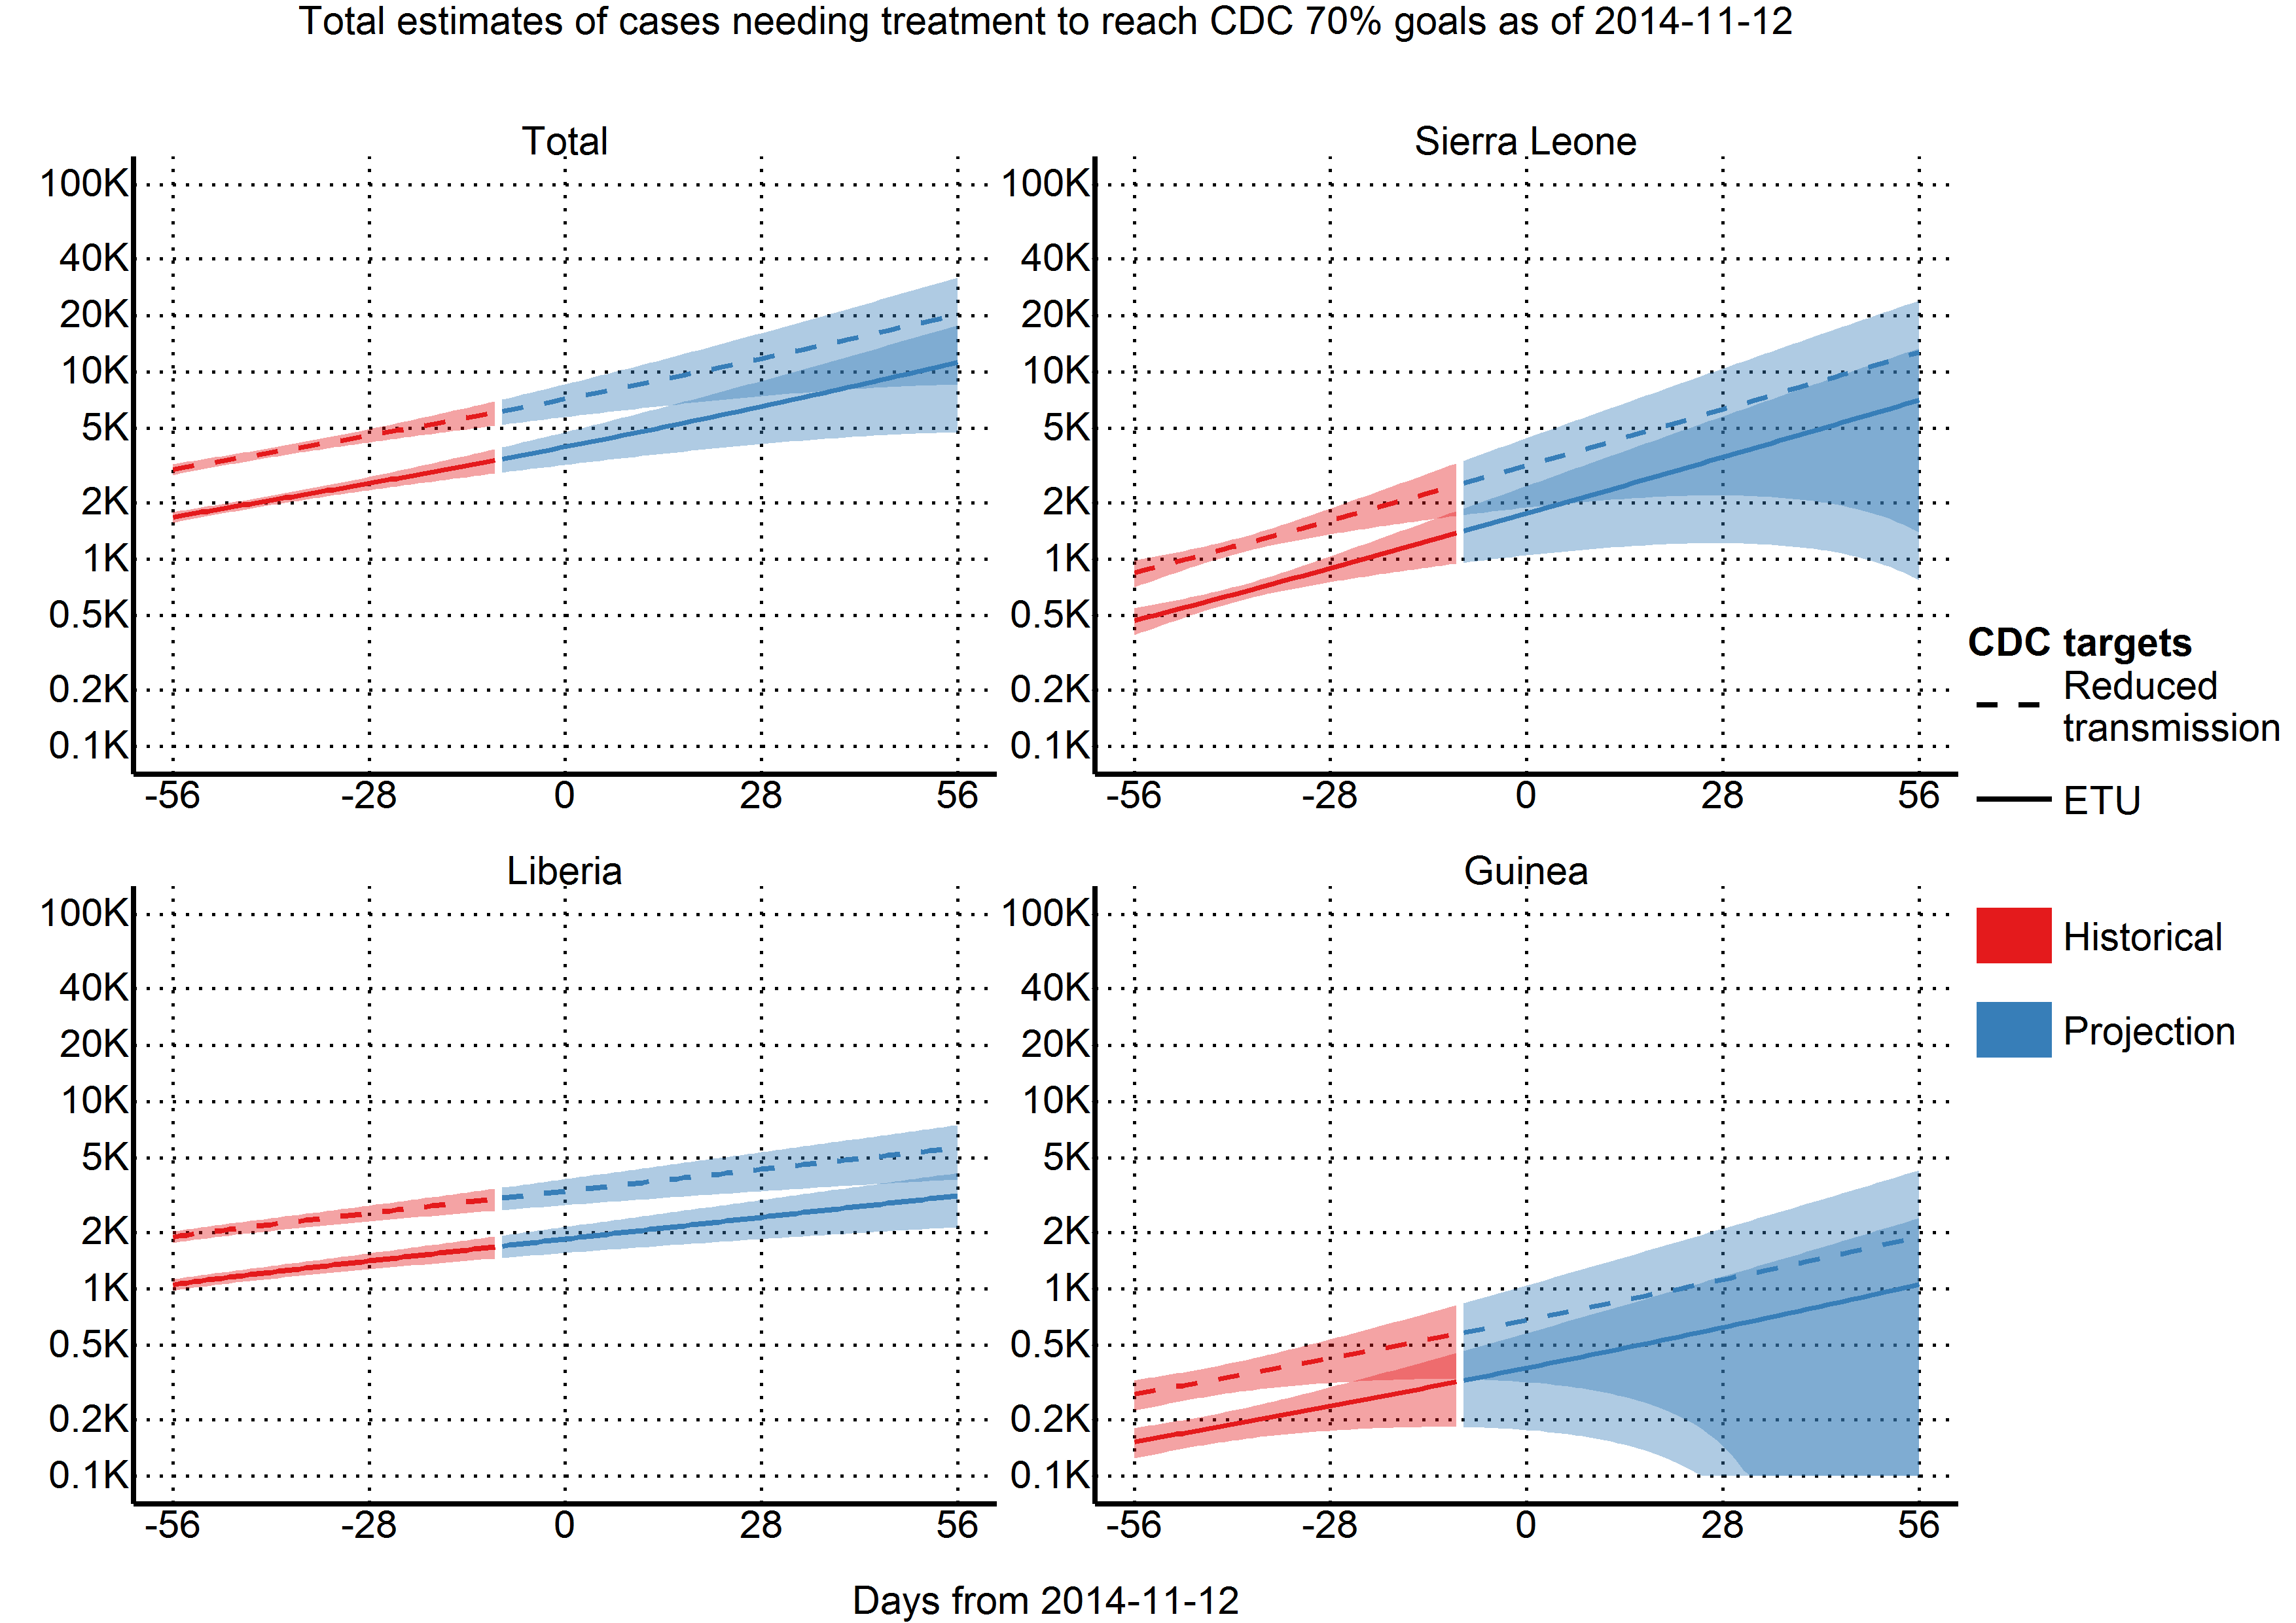 Total estimates of cases needing treatment to reach CDC 70% goals as of 2014-11-12
Total
100K
40K
20K
10K
5K
2K
1K
0.5K
0.2K
0.1K
-56 -28 0 28 56
Sierra Leone
100K
40K
20K
10K
5K
2K
1K
0.5K
0.2K
0.1K
-56 -28 0 28 56
Liberia
100K
40K
20K
10K
5K
2K
1K
0.5K
0.2K
0.1K
-56 -28 0 28 56
Guinea
100K
40K
20K
10K
5K
2K
1K
0.5K
0.2K
0.1K
-56 -28 0 28 56
Days from 2014-11-12
CDC targets
Reduced
transmission
ETU
Historical
Projection